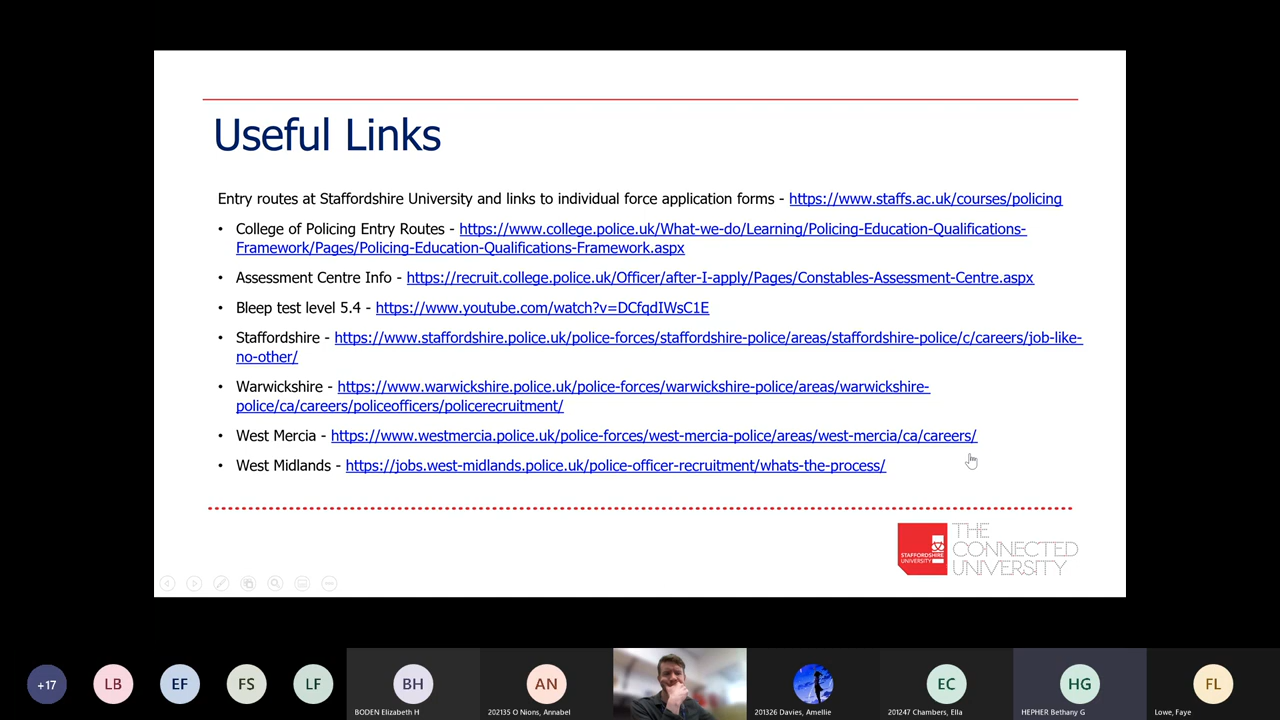 Useful Links
Entry routes at Staffordshire University and links to individual force application forms - https://www.staffs.ac.uk/courses/policing
• College of Policing Entry Routes - https://www.college.police.uk/What-we-do/Learning/Policing-Education-Qualifications-
Framework/Pages/Policing-Education-Qualifications-Framework.aspx
• Assessment Centre Info - https://recruit.college.police.uk/Officer/after-I-apply/Pages/Constables-Assessment-Centre.aspx
• Bleep test level 5.4 - https://www.youtube.com/watch?v=DCfqdIWsC1E
• Staffordshire - https://www.staffordshire.police.uk/police-forces/staffordshire-police/areas/staffordshire-police/c/careers/job-like-
no-other/
• Warwickshire - https://www.warwickshire.police.uk/police-forces/warwickshire-police/areas/warwickshire-
police/ca/careers/policeofficers/policerecruitment/
• West Mercia - https://www.westmercia.police.uk/police-forces/west-mercia-police/areas/west-mercia/ca/careers/
• West Midlands - https://jobs.west-midlands.police.uk/police-officer-recruitment/whats-the-process/
STAFFORDSHIRE
UNIVERSITY
THE
CONNECTED
UNIVERSITY
+17
LB
EF
FS
LF
BH
AN
EC
HG
FL
BODEN Elizabeth H
202135 O Nions, Annabel
201326 Davies, Amellie
201247 Chambers, Ella
HEPHER Bethany G
Lowe, Faye